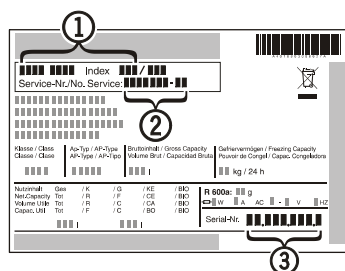 1
Index /
Service-Nr./No. Service: -
2
Klasse / Class Ap-Typ / AP-Type Bruttoinhalt / Gross Capacity Gefriervermögen / Freezing Capacity
Classe / Clase AP-Type / AP-Tipo Volume Brut / Capacidad Bruta Pouvoir de Congel./ Capac. Congeladora
kg / 24 h
Nutzinhalt Ges / K / G / KE / BIO
Net.Capacity Tot / R / F / CE / BIO
Volume Utile Tot / R / C / CA / BIO
Capac. Util Tot / F / C / BO / BIO
l l
R 600a: g
W A AC - V HZ
Serial-Nr.
3